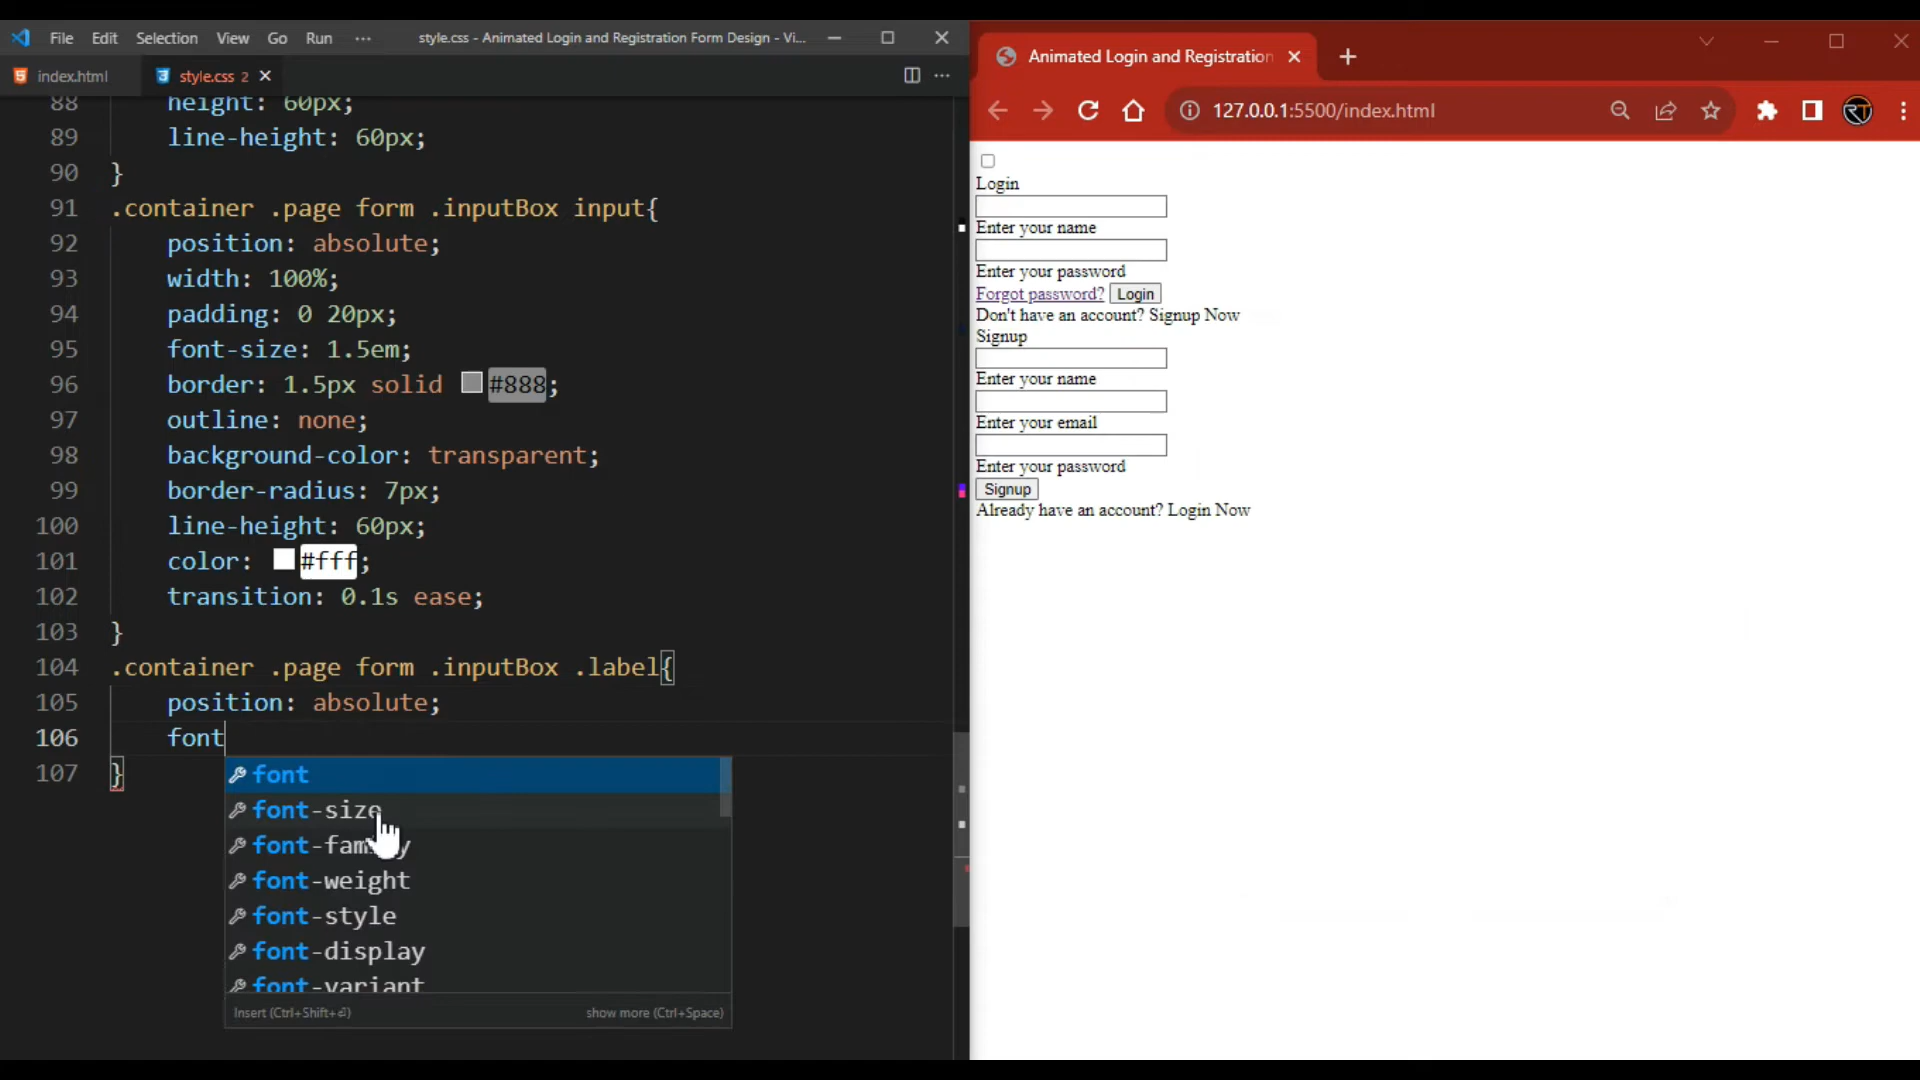 File Edit Selection View Go Run ··· style.css - Animated Login and Registration Form Design - Vi...
index.html style.css 2
88 height: 60px;
89 line-height: 60px;
90 }
91 .container .page form .inputBox input{
92 position: absolute;
93 width: 100%;
94 padding: 0 20px;
95 font-size: 1.5em;
96 border: 1.5px solid #888;
97 outline: none;
98 background-color: transparent;
99 border-radius: 7px;
100 line-height: 60px;
101 color: #fff;
102 transition: 0.1s ease;
103 }
104 .container .page form .inputBox .label{
105 position: absolute;
106 font
107 }
font
font-size
font-family
font-weight
font-style
font-display
font-variant
Insert (Ctrl+Shift+⏎) show more (Ctrl+Space)
Animated Login and Registration
127.0.0.1:5500/index.html
RT
Login
Enter your name
Enter your password
Forgot password? Login
Don't have an account? Signup Now
Signup
Enter your name
Enter your email
Enter your password
Signup
Already have an account? Login Now